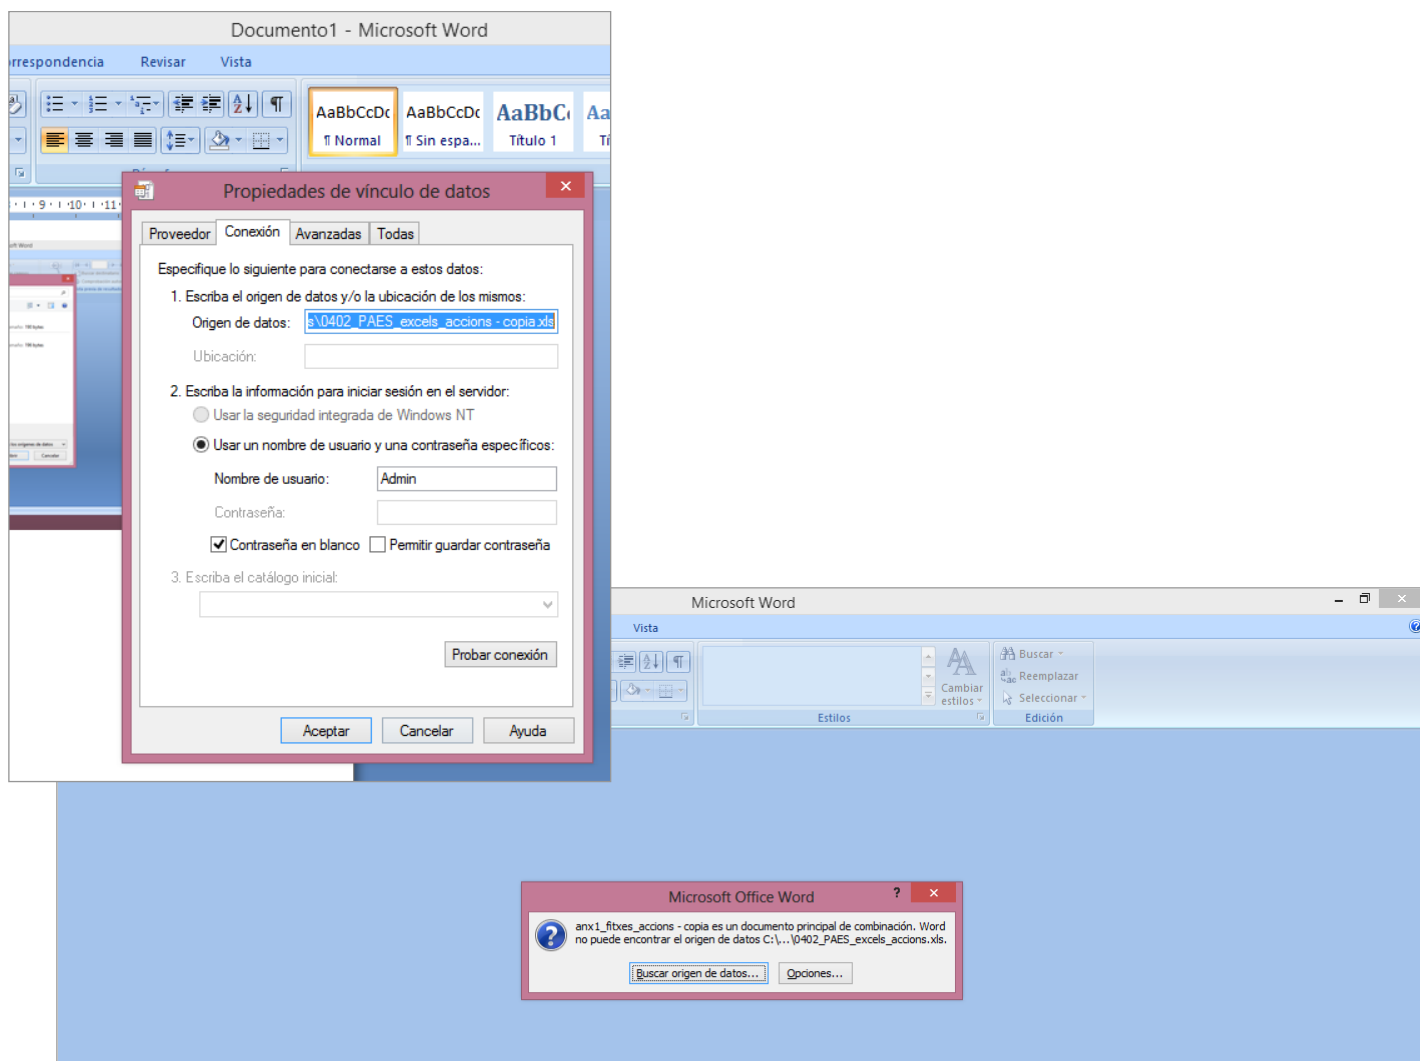 Documento1 - Microsoft Word
rrespondencia Revisar Vista
AaBbCcDc AaBbCcDc AaBbC Aa
¶ Normal ¶ Sin espa... Título 1 Tí
9 10 11
Propiedades de vínculo de datos
Proveedor Conexión Avanzadas Todas
Especifique lo siguiente para conectarse a estos datos:
1. Escriba el origen de datos y/o la ubicación de los mismos:
Origen de datos: s\0402_PAES_excels_accions - copia.xls
Ubicación:
2. Escriba la información para iniciar sesión en el servidor:
Usar la seguridad integrada de Windows NT
Usar un nombre de usuario y una contraseña específicos:
Nombre de usuario: Admin
Contraseña:
Contraseña en blanco Permitir guardar contraseña
3. Escriba el catálogo inicial:
Probar conexión
Aceptar Cancelar Ayuda
Microsoft Word
Vista
Cambiar estilos
Buscar
Reemplazar
Seleccionar
Estilos Edición
Microsoft Office Word
anx1_fitxes_accions - copia es un documento principal de combinación. Word
no puede encontrar el origen de datos C:\...\0402_PAES_excels_accions.xls.
Buscar origen de datos... Opciones...